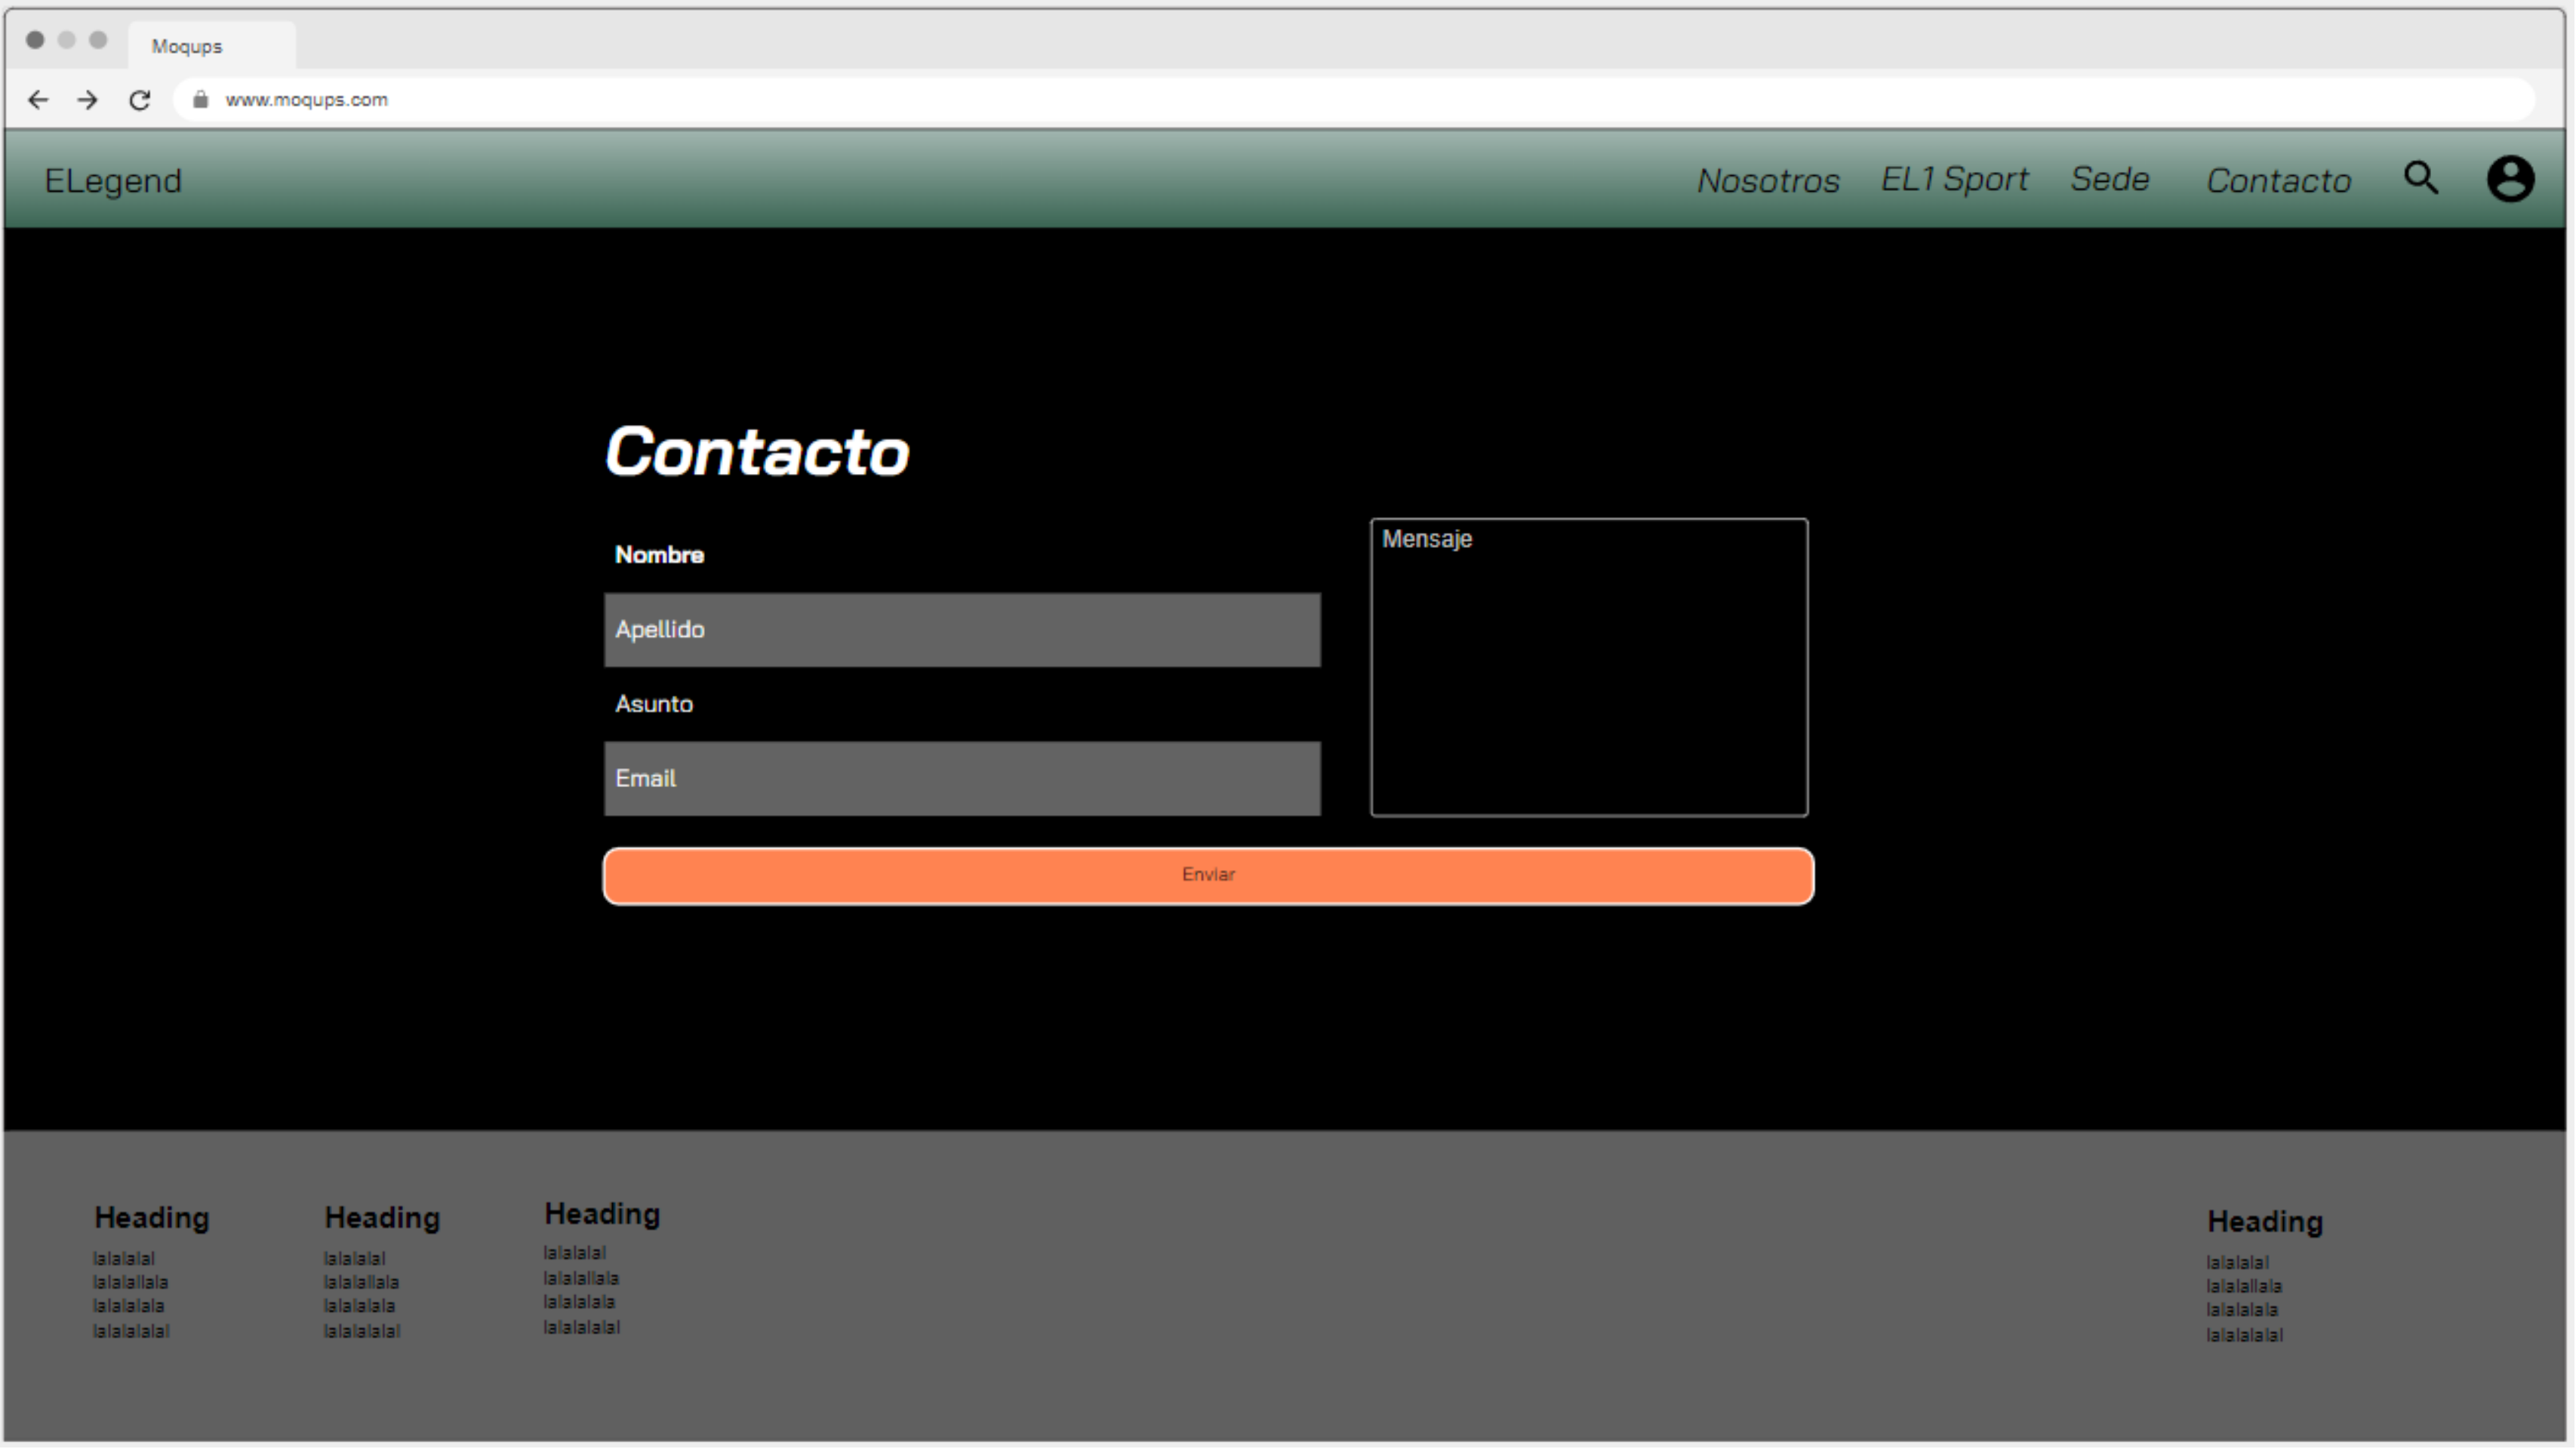 Moqups
www.moqups.com
ELegend
Nosotros EL1 Sport Sede Contacto
Contacto
Nombre
Apellido
Asunto
Email
Mensaje
Enviar
Heading
lalalalal
lalalallala
lalalalala
lalalalalal
Heading
lalalalal
lalalallala
lalalalala
lalalalalal
Heading
lalalalal
lalalallala
lalalalala
lalalalalal
Heading
lalalalal
lalalallala
lalalalala
lalalalalal